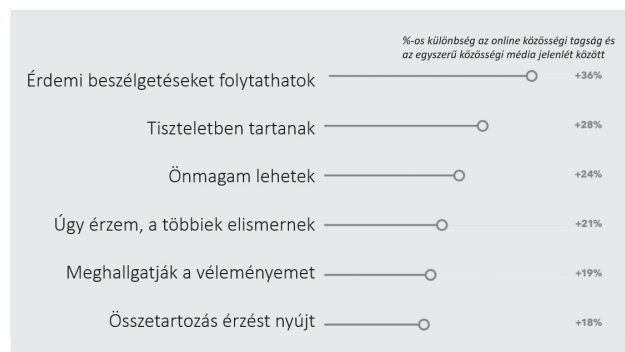 %-os különbség az online közösségi tagság és
az egyszerű közösségi média jelenlét között
Érdemi beszélgetéseket folytathatok +36%
Tiszteletben tartanak +28%
Önmagam lehetek +24%
Úgy érzem, a többiek elismernek +21%
Meghallgatják a véleményemet +19%
Összetartozás érzést nyújt +18%